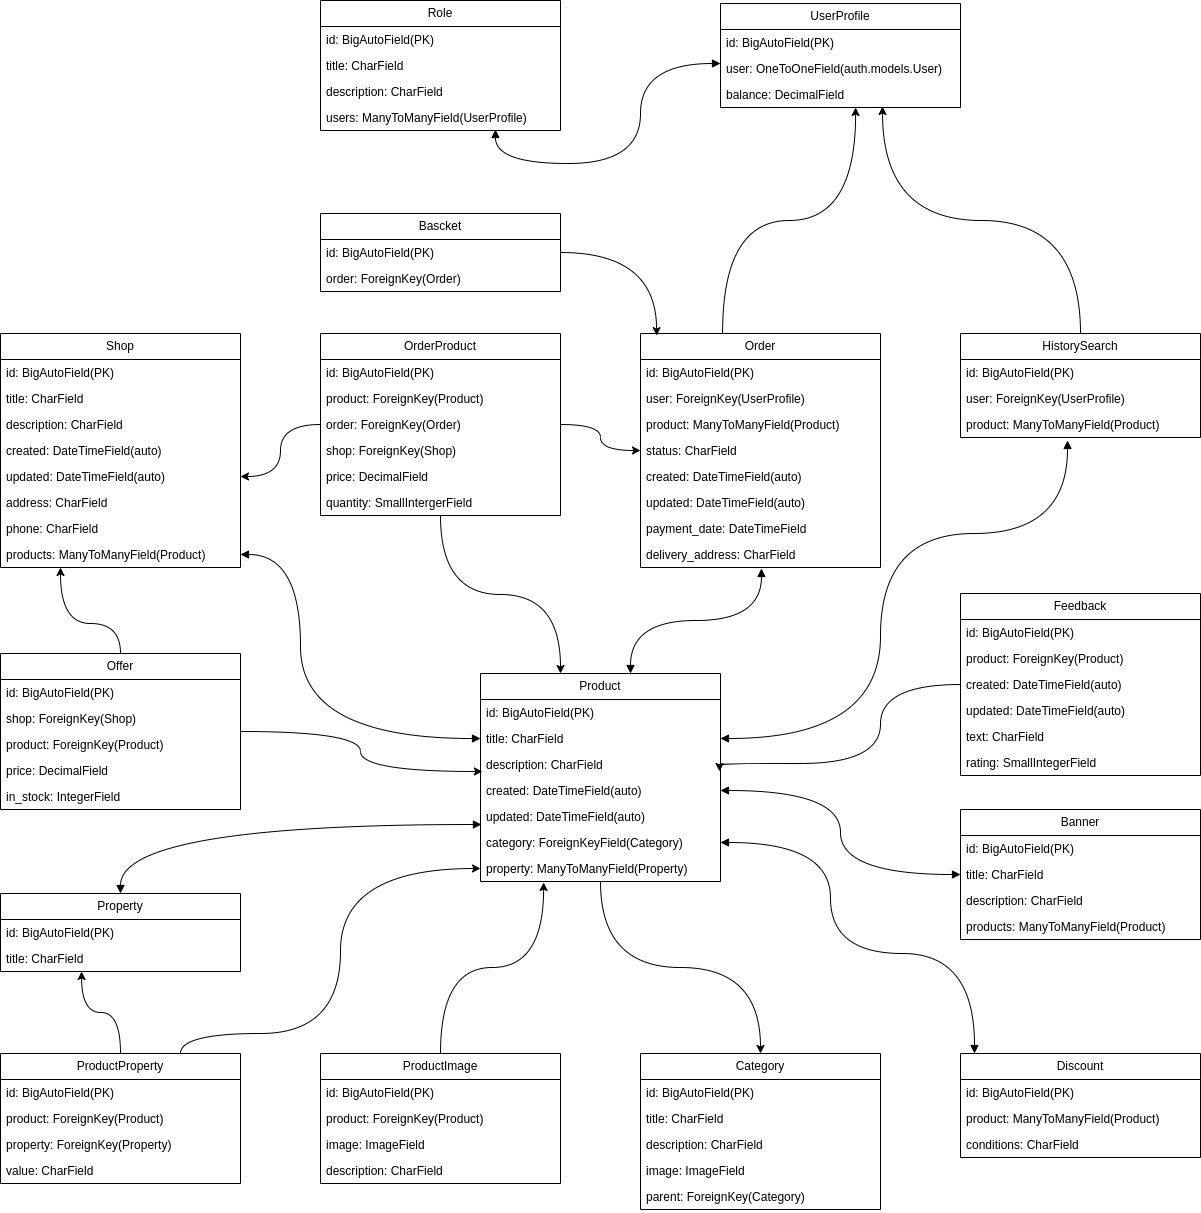 Role
id: BigAutoField(PK)
title: CharField
description: CharField
users: ManyToManyField(UserProfile)
UserProfile
id: BigAutoField(PK)
user: OneToOneField(auth.models.User)
balance: DecimalField
Bascket
id: BigAutoField(PK)
order: ForeignKey(Order)
Shop
id: BigAutoField(PK)
title: CharField
description: CharField
created: DateTimeField(auto)
updated: DateTimeField(auto)
address: CharField
phone: CharField
products: ManyToManyField(Product)
OrderProduct
id: BigAutoField(PK)
product: ForeignKey(Product)
order: ForeignKey(Order)
shop: ForeignKey(Shop)
price: DecimalField
quantity: SmallIntergerField
Order
id: BigAutoField(PK)
user: ForeignKey(UserProfile)
product: ManyToManyField(Product)
status: CharField
created: DateTimeField(auto)
updated: DateTimeField(auto)
payment_date: DateTimeField
delivery_address: CharField
HistorySearch
id: BigAutoField(PK)
user: ForeignKey(UserProfile)
product: ManyToManyField(Product)
Offer
id: BigAutoField(PK)
shop: ForeignKey(Shop)
product: ForeignKey(Product)
price: DecimalField
in_stock: IntegerField
Product
id: BigAutoField(PK)
title: CharField
description: CharField
created: DateTimeField(auto)
updated: DateTimeField(auto)
category: ForeignKeyField(Category)
property: ManyToManyField(Property)
Feedback
id: BigAutoField(PK)
product: ForeignKey(Product)
created: DateTimeField(auto)
updated: DateTimeField(auto)
text: CharField
rating: SmallIntegerField
Banner
id: BigAutoField(PK)
title: CharField
description: CharField
products: ManyToManyField(Product)
Property
id: BigAutoField(PK)
title: CharField
ProductProperty
id: BigAutoField(PK)
product: ForeignKey(Product)
property: ForeignKey(Property)
value: CharField
ProductImage
id: BigAutoField(PK)
product: ForeignKey(Product)
image: ImageField
description: CharField
Category
id: BigAutoField(PK)
title: CharField
description: CharField
image: ImageField
parent: ForeignKey(Category)
Discount
id: BigAutoField(PK)
product: ManyToManyField(Product)
conditions: CharField